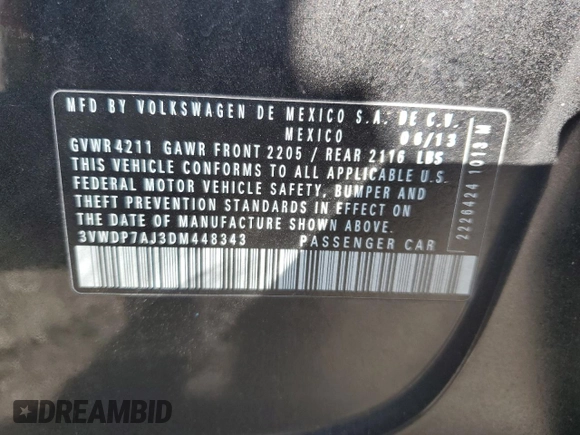 MFD BY VOLKSWAGEN DE MEXICO S.A. DE C.V.
MEXICO 06/13
GVWR 4211 GAWR FRONT 2205 / REAR 2116 LBS
THIS VEHICLE CONFORMS TO ALL APPLICABLE U.S.
FEDERAL MOTOR VEHICLE SAFETY, BUMPER AND
THEFT PREVENTION STANDARDS IN EFFECT ON
THE DATE OF MANUFACTURE SHOWN ABOVE.
3VWDP7AJ3DM448343 PASSENGER CAR
2226424 1013 M
DREAMBID